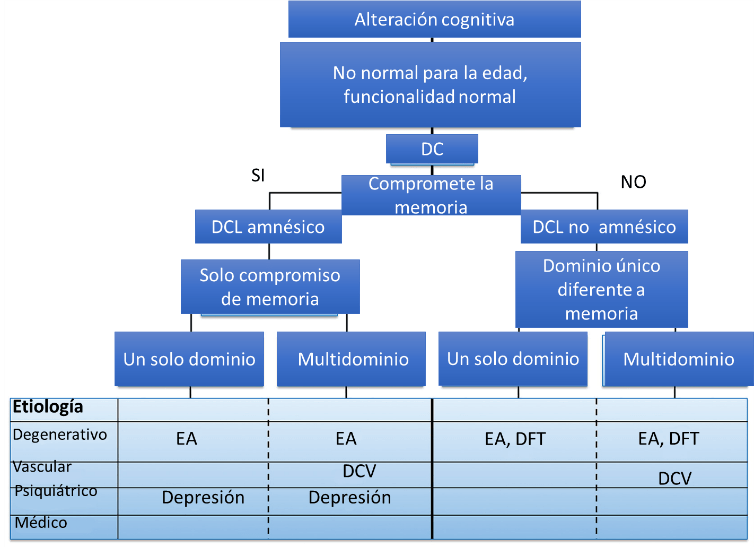 Alteración cognitiva
No normal para la edad,
funcionalidad normal
DC
SI
Compromete la
memoria
NO
DCL amnésico
DCL no amnésico
Solo compromiso
de memoria
Dominio único
diferente a
memoria
Un solo dominio
Multidominio
Un solo dominio
Multidominio
Etiología
Degenerativo
EA
EA
EA, DFT
EA, DFT
Vascular
DCV
DCV
Psiquiátrico
Depresión
Depresión
Médico